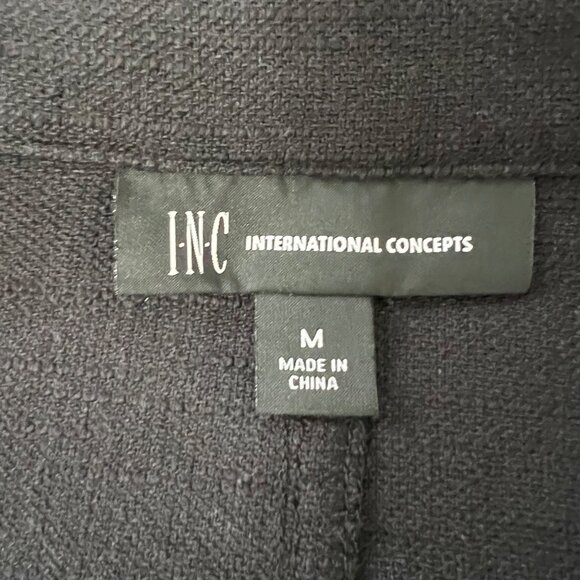 I·N·C INTERNATIONAL CONCEPTS
M
MADE IN
CHINA